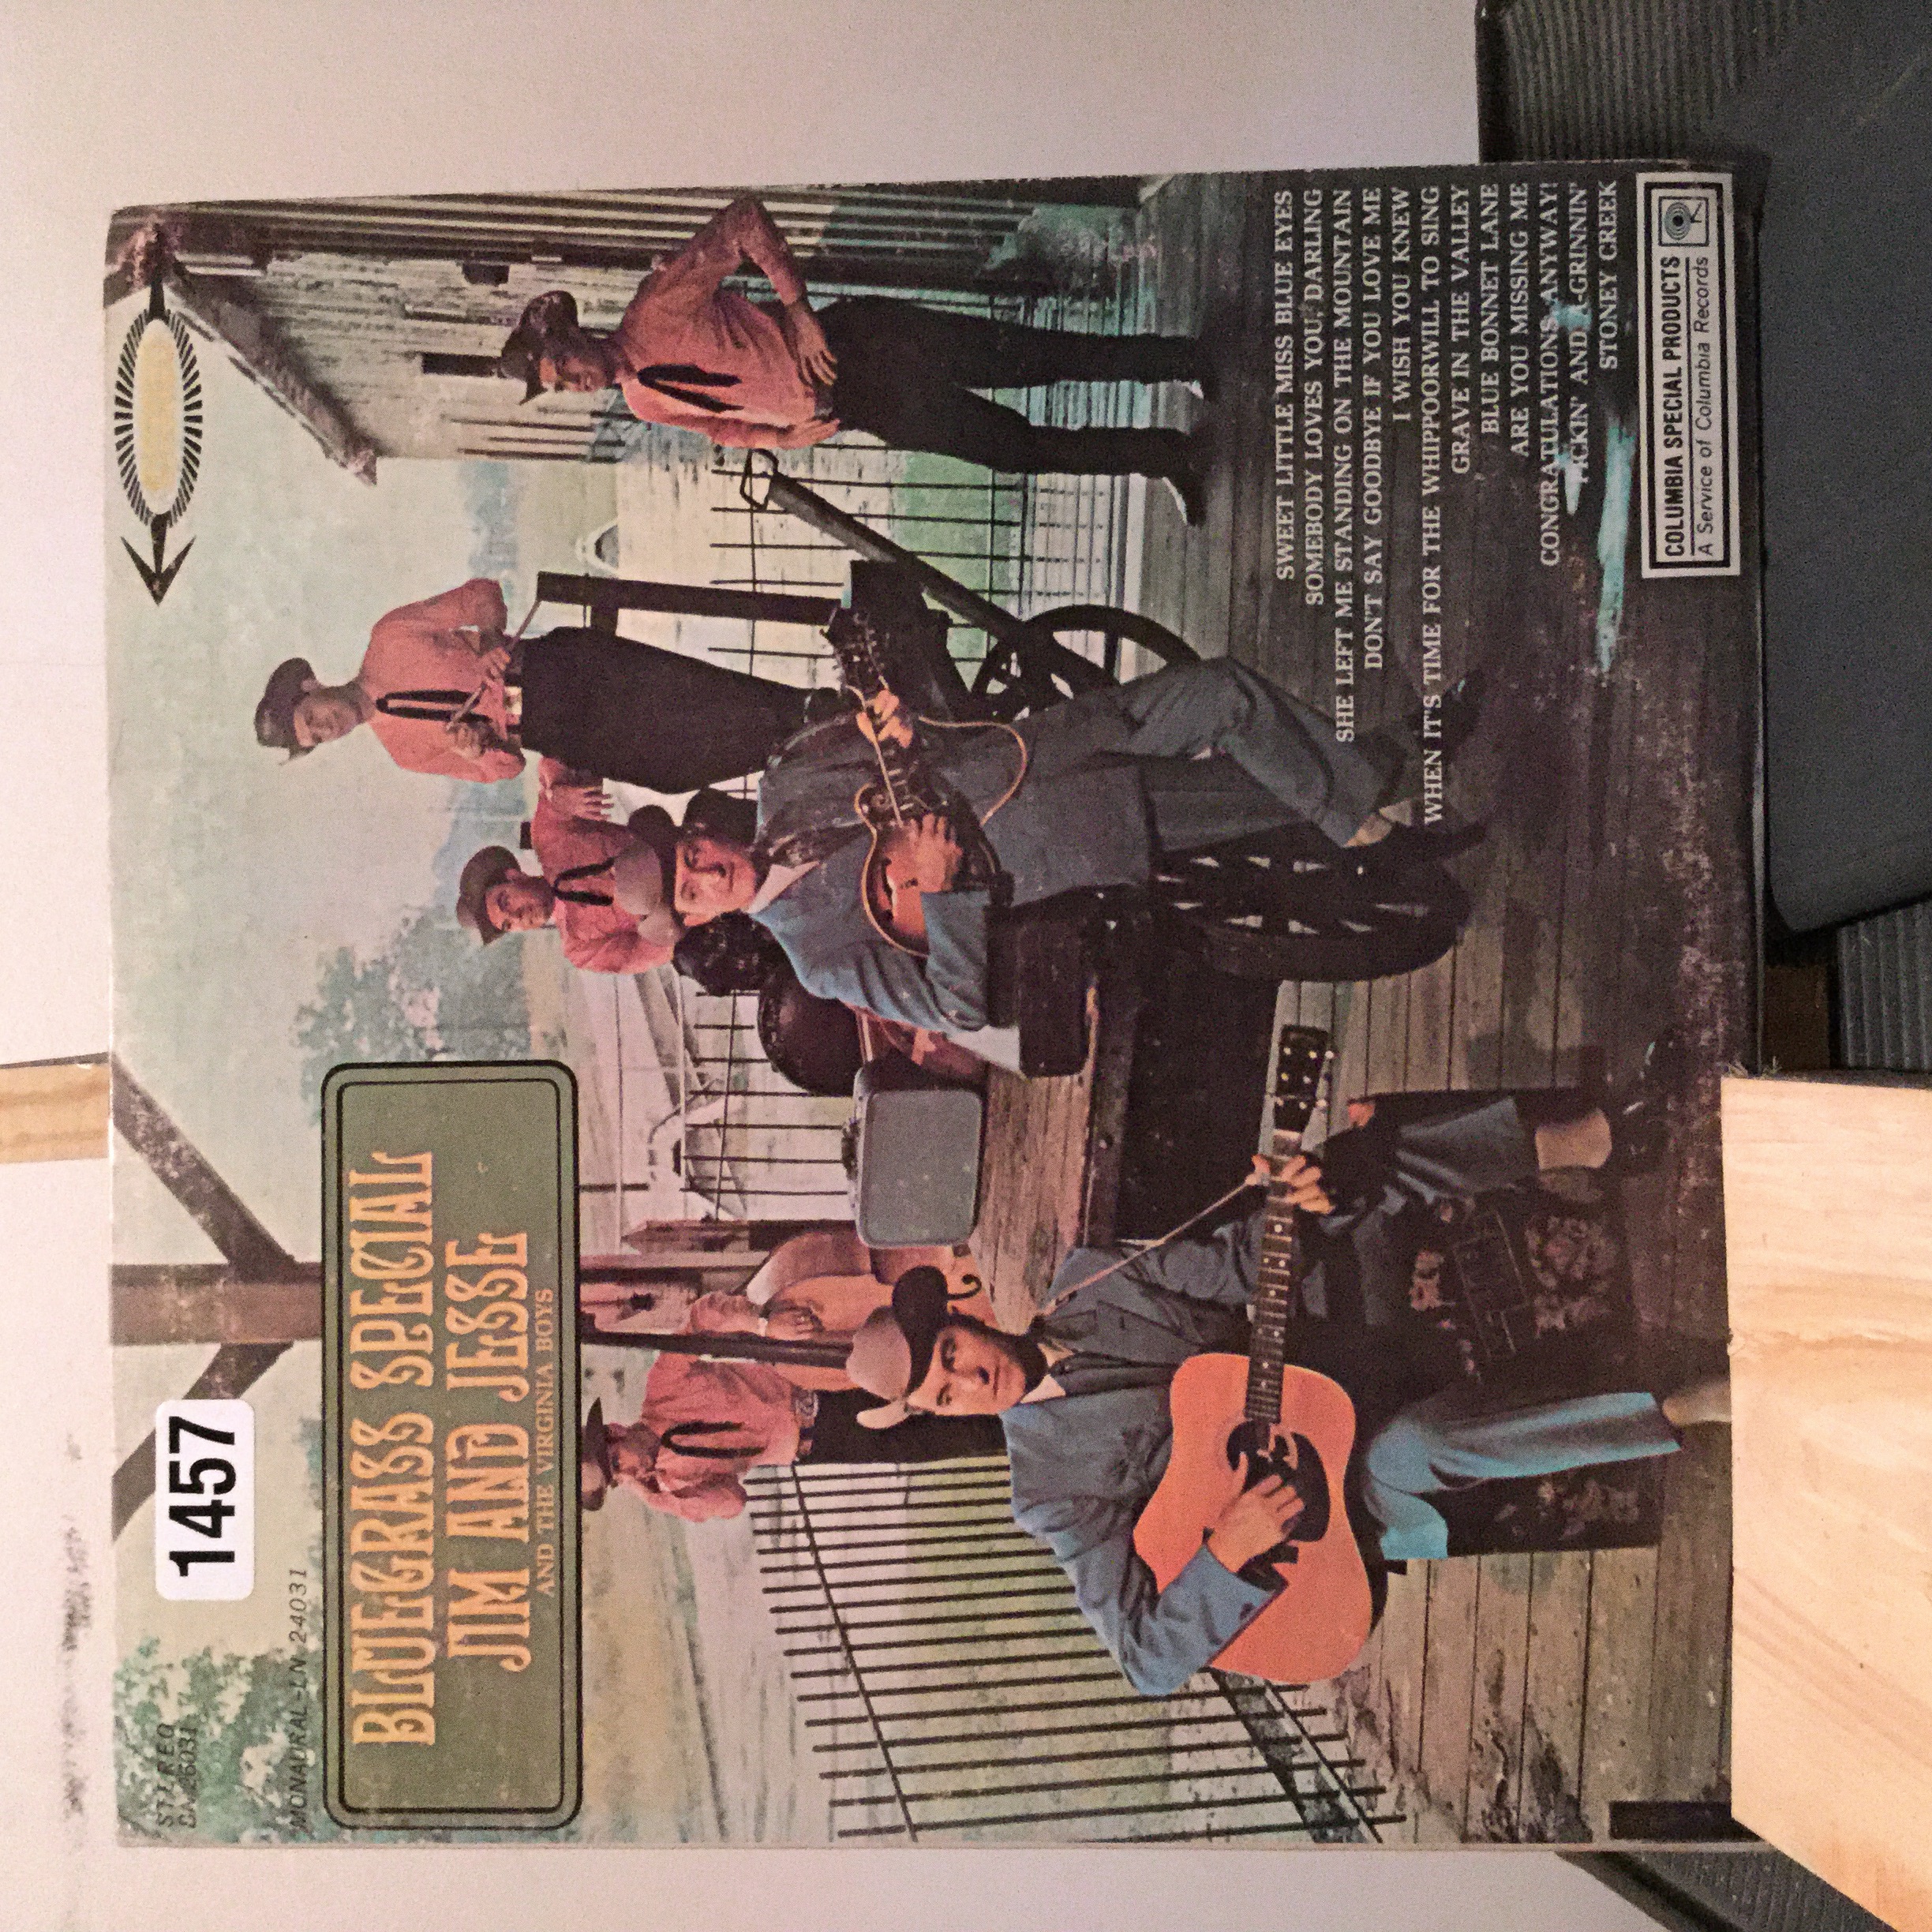 STEREO
MONAURAL-LN 24031
1457
BLUEGRASS SPECIAL
JIM AND JESSE
AND THE VIRGINIA BOYS
SWEET LITTLE MISS BLUE EYES
SOMEBODY LOVES YOU, DARLING
SHE LEFT ME STANDING ON THE MOUNTAIN
DON'T SAY GOODBYE IF YOU LOVE ME
I WISH YOU KNEW
WHEN IT'S TIME FOR THE WHIPPOORWILL TO SING
GRAVE IN THE VALLEY
BLUE BONNET LANE
ARE YOU MISSING ME
CONGRATULATIONS, ANYWAY!
PICKIN' AND A-GRINNIN'
STONEY CREEK
COLUMBIA SPECIAL PRODUCTS
A Service of Columbia Records